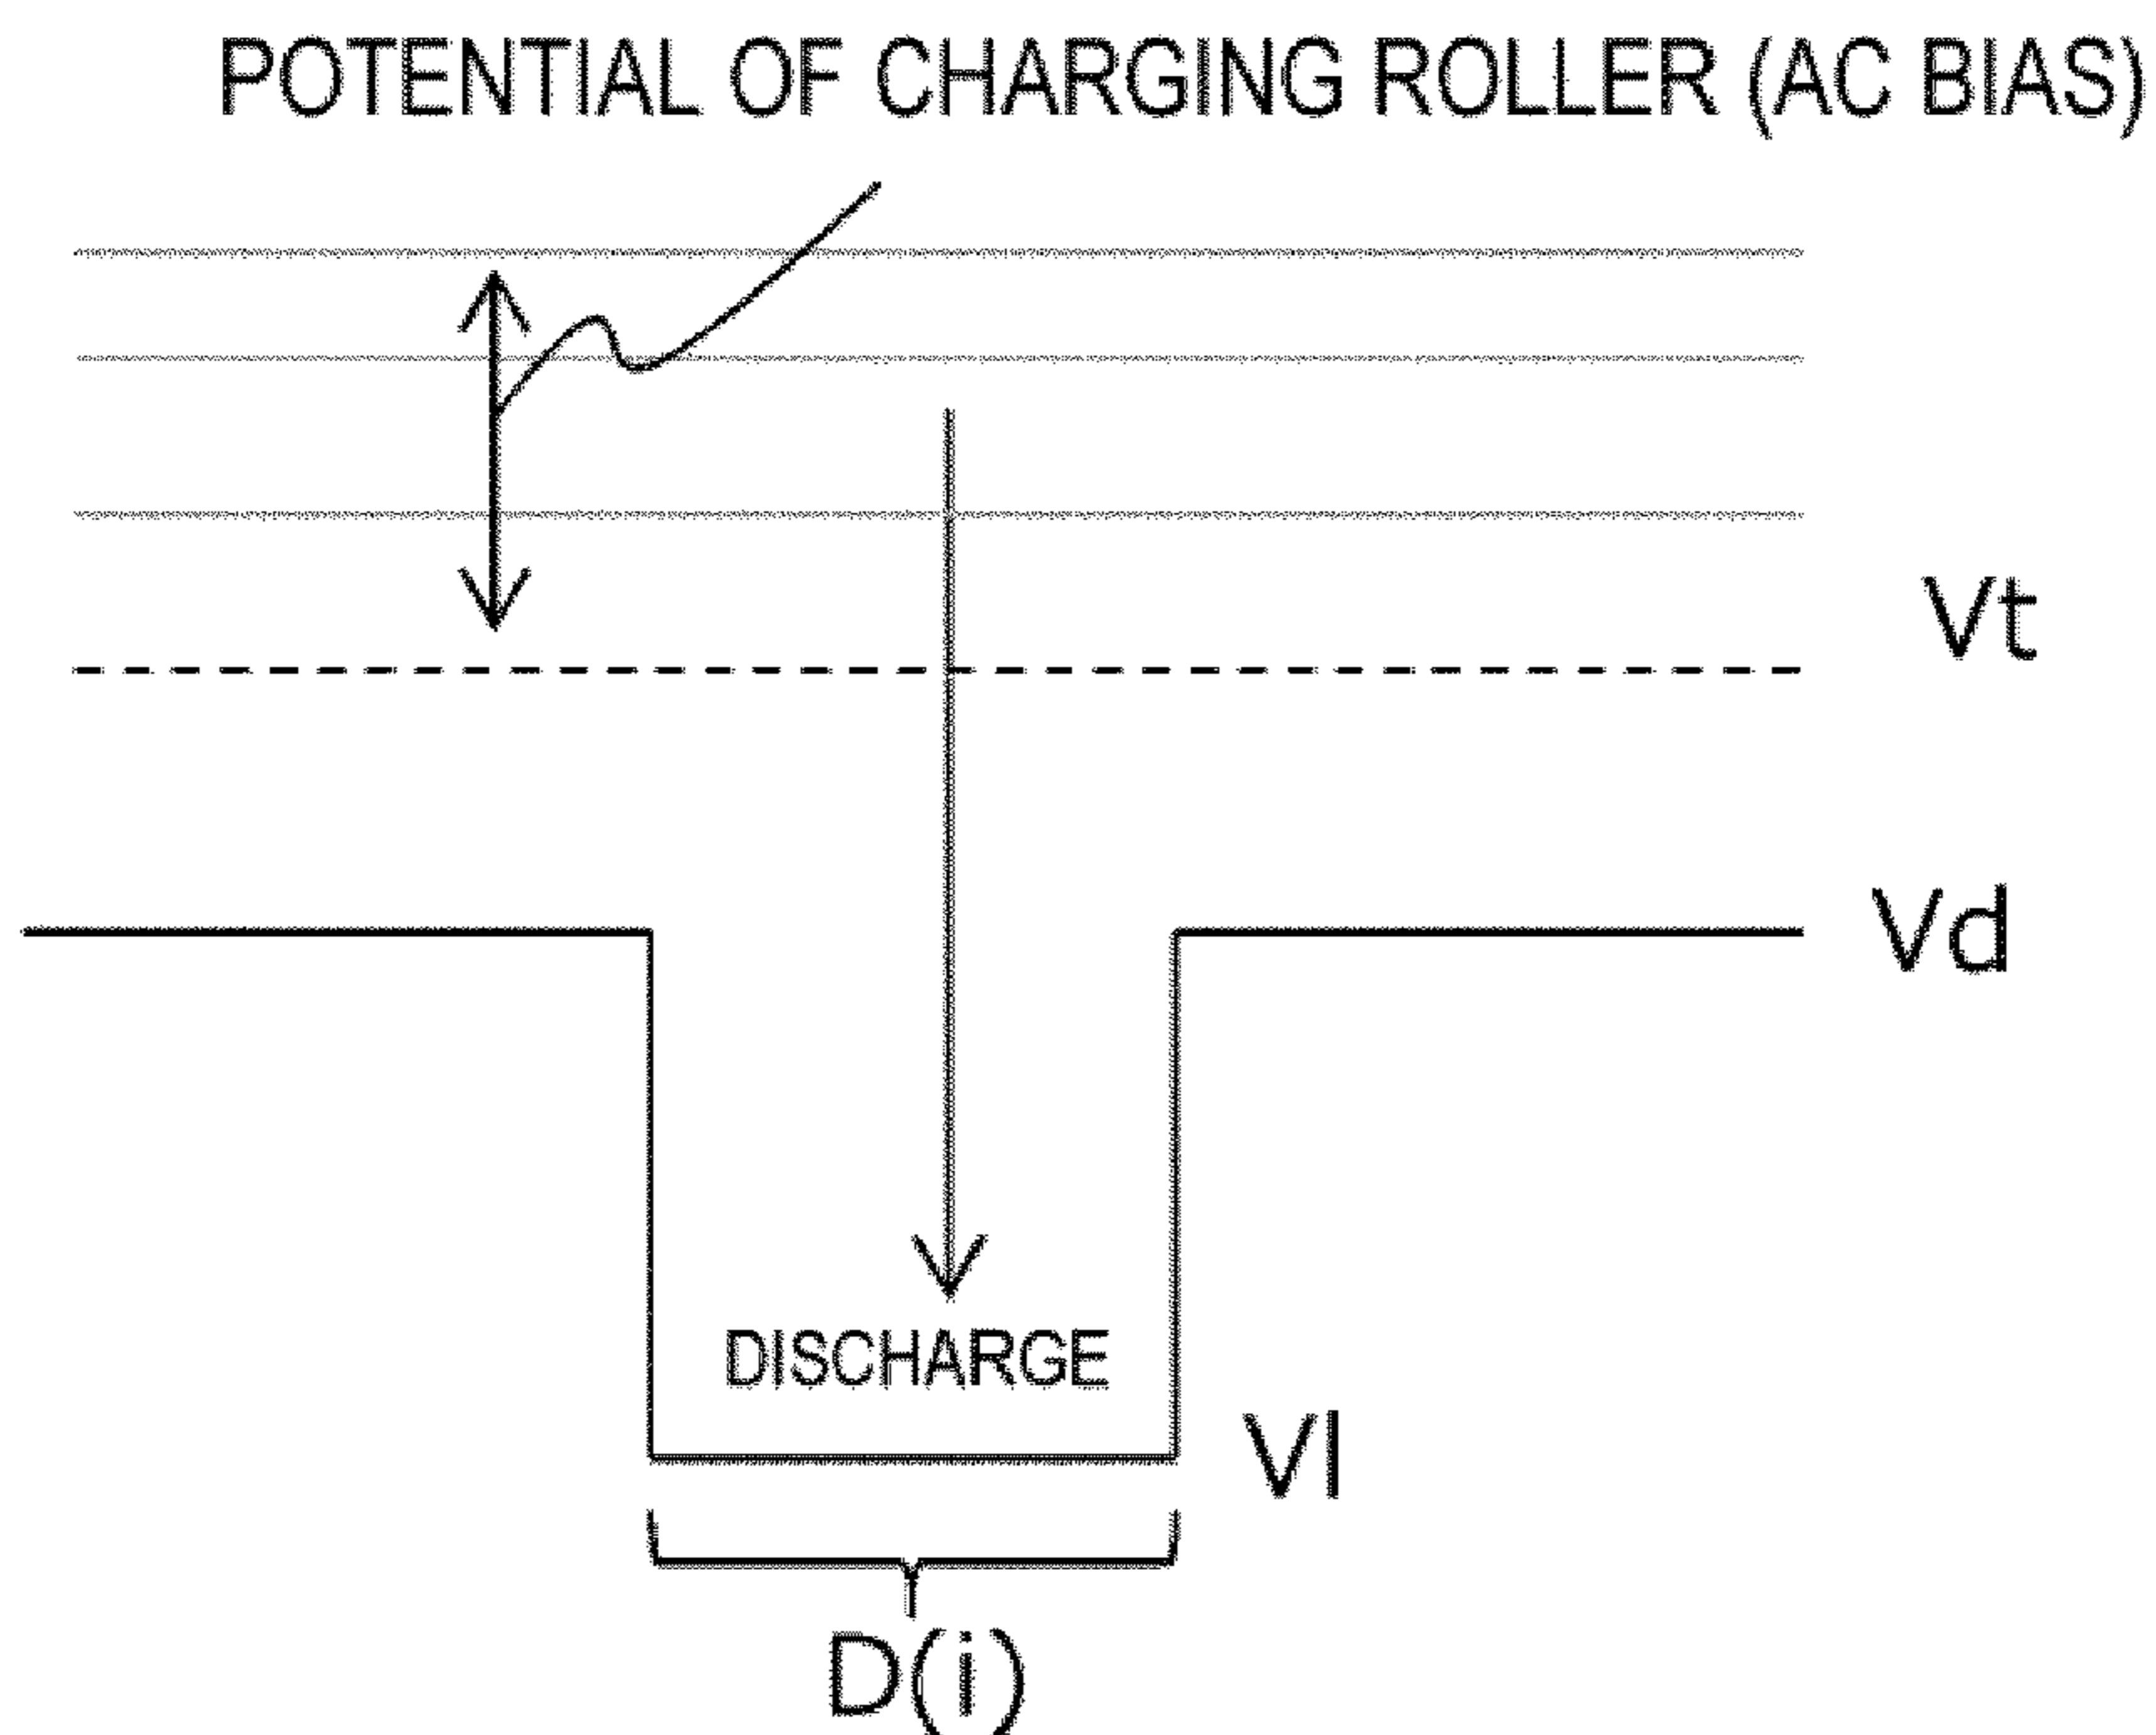 POTENTIAL OF CHARGING ROLLER (AC BIAS)
Vt
Vd
DISCHARGE
Vl
D(i)